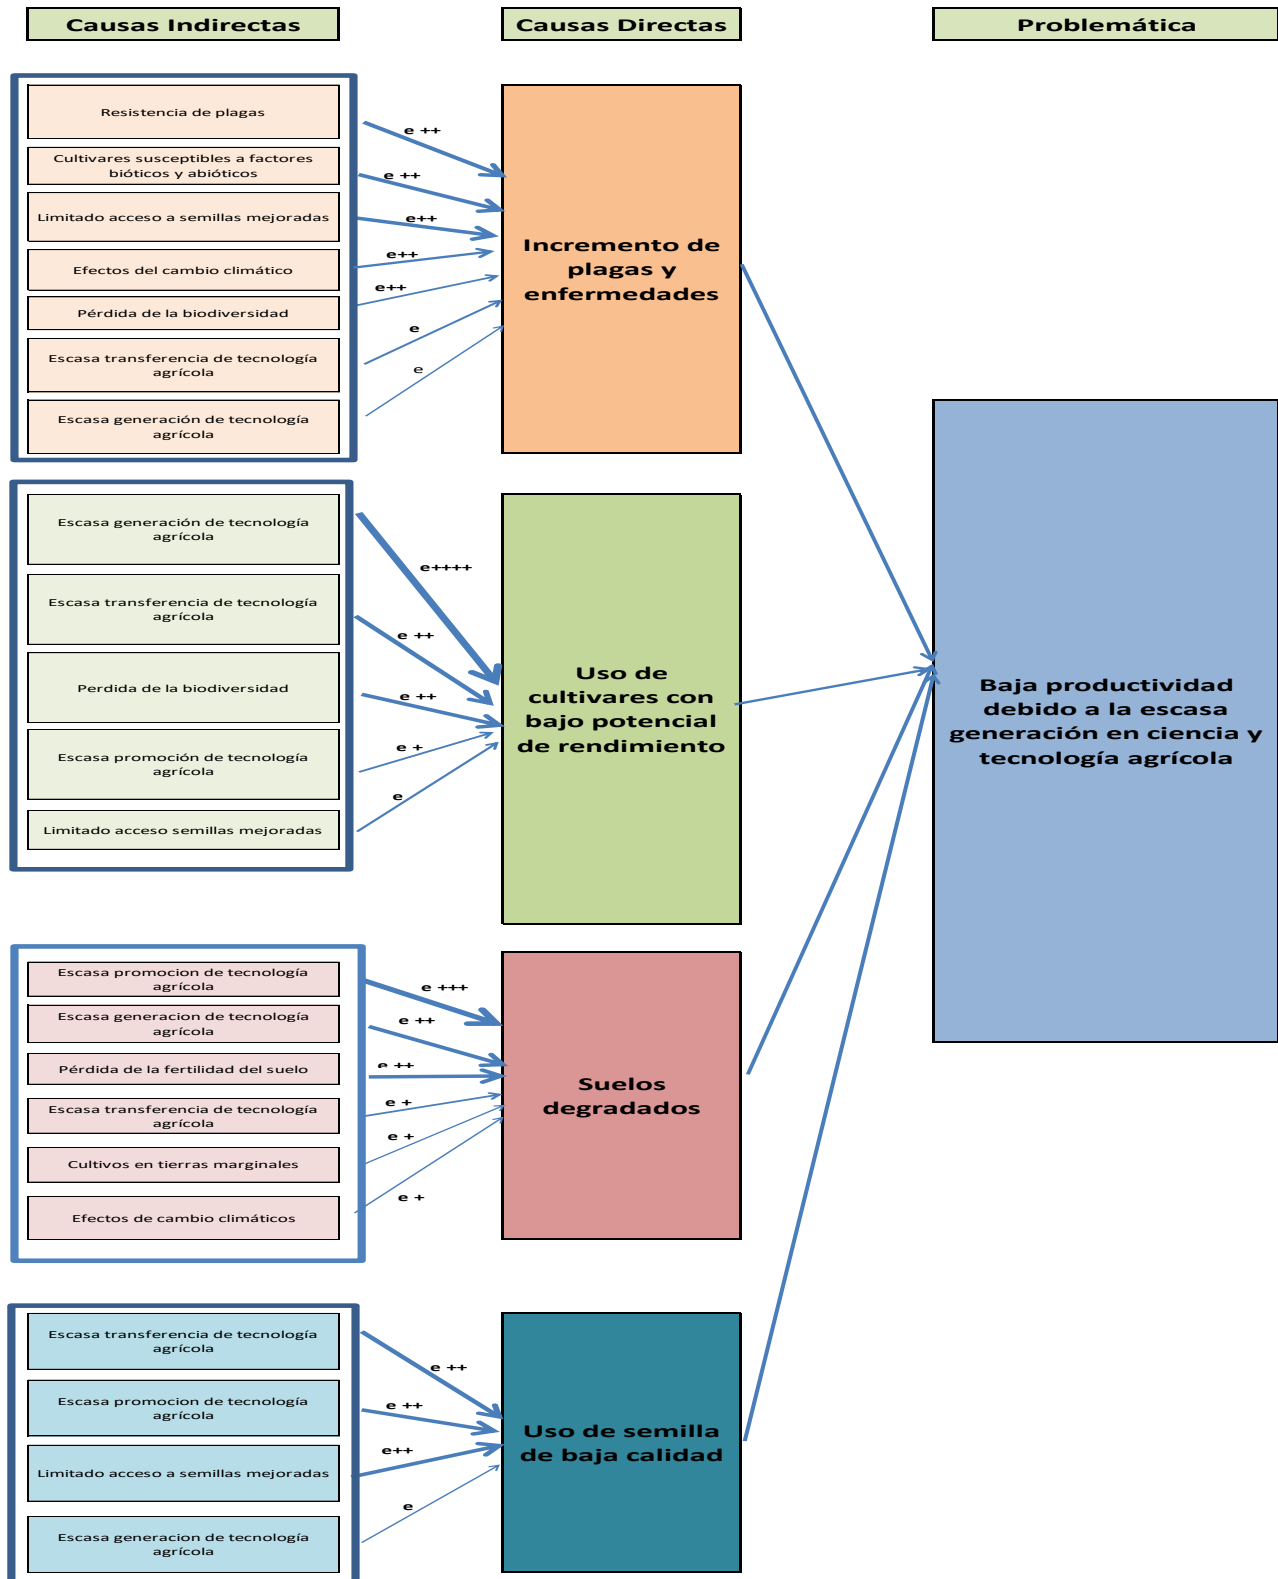 Causas Indirectas
Causas Directas
Problemática
Resistencia de plagas
Cultivares susceptibles a factores
bióticos y abióticos
Limitado acceso a semillas mejoradas
Efectos del cambio climático
Pérdida de la biodiversidad
Escasa transferencia de tecnología
agrícola
Escasa generación de tecnología
agrícola
e ++
e ++
e++
e++
e++
e
e
Incremento de
plagas y
enfermedades
Escasa generación de tecnología
agrícola
Escasa transferencia de tecnología
agrícola
Perdida de la biodiversidad
Escasa promoción de tecnología
agrícola
Limitado acceso semillas mejoradas
e++++
e ++
e ++
e +
e
Uso de
cultivares con
bajo potencial
de rendimiento
Baja productividad
debido a la escasa
generación en ciencia y
tecnología agrícola
Escasa promocion de tecnología
agrícola
Escasa generacion de tecnología
agrícola
Pérdida de la fertilidad del suelo
Escasa transferencia de tecnología
agrícola
Cultivos en tierras marginales
Efectos de cambio climáticos
e +++
e ++
e ++
e +
e +
e +
Suelos
degradados
Escasa transferencia de tecnología
agrícola
Escasa promocion de tecnología
agrícola
Limitado acceso a semillas mejoradas
Escasa generacion de tecnología
agrícola
e ++
e ++
e++
e
Uso de semilla
de baja calidad